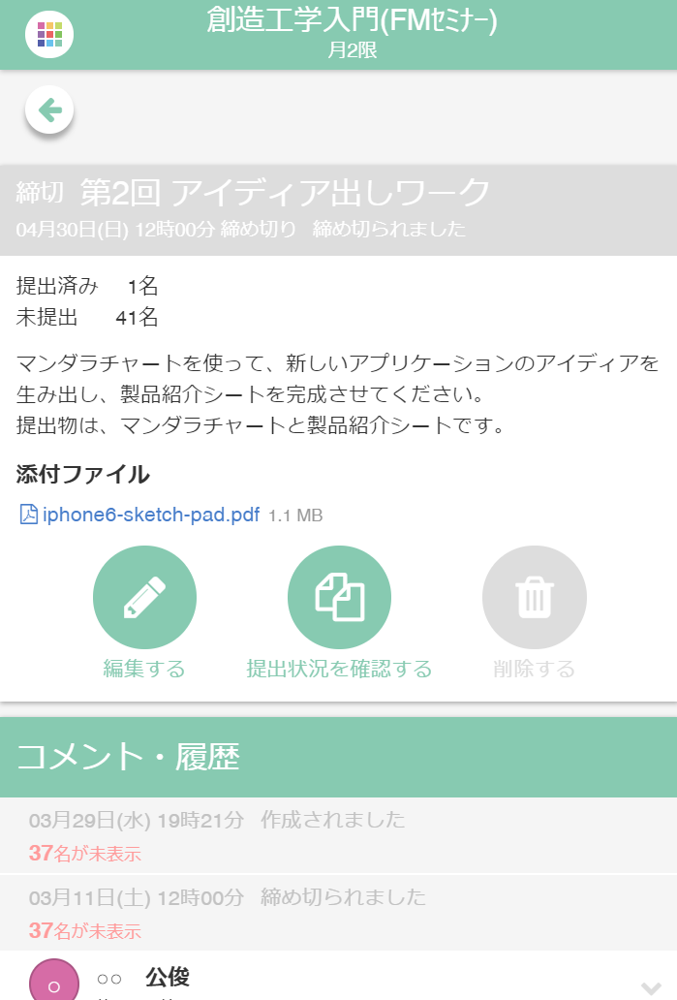 創造工学入門(FMセミナー)
月2限
締切 第2回 アイディア出しワーク
04月30日(日) 12時00分 締め切り 締め切られました
提出済み 1名
未提出 41名
マンダラチャートを使って、新しいアプリケーションのアイディアを
生み出し、製品紹介シートを完成させてください。
提出物は、マンダラチャートと製品紹介シートです。
添付ファイル
iphone6-sketch-pad.pdf 1.1 MB
編集する 提出状況を確認する 削除する
コメント・履歴
03月29日(水) 19時21分 作成されました
37名が未表示
03月11日(土) 12時00分 締め切られました
37名が未表示
○ ○○ 公俊